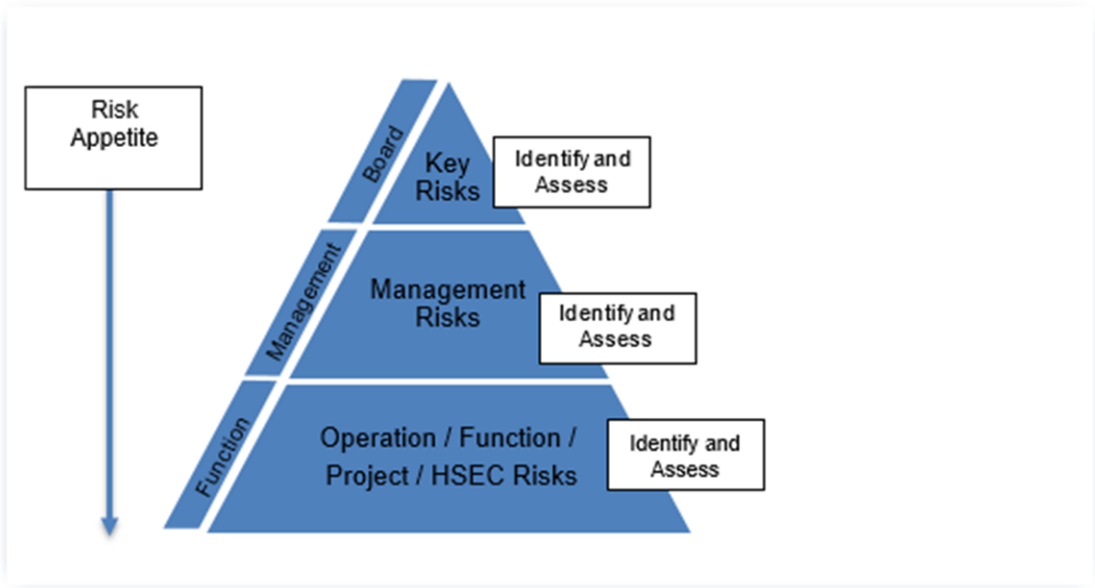 Risk
Appetite
Board
Key
Risks
Identify and
Assess
Management
Management
Risks
Identify and
Assess
Function
Operation / Function /
Project / HSEC Risks
Identify and
Assess